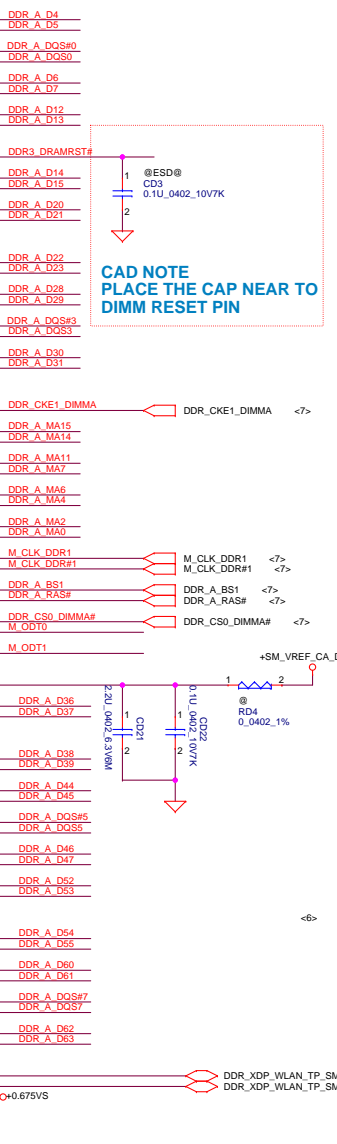 DDR_A_D4
DDR_A_D5
DDR_A_DQS#0
DDR_A_DQS0
DDR_A_D6
DDR_A_D7
DDR_A_D12
DDR_A_D13
DDR3_DRAMRST#
1 @ESD@
CD3
0.1U_0402_10V7K
2
DDR_A_D14
DDR_A_D15
DDR_A_D20
DDR_A_D21
DDR_A_D22
DDR_A_D23
CAD NOTE
PLACE THE CAP NEAR TO
DIMM RESET PIN
DDR_A_D28
DDR_A_D29
DDR_A_DQS#3
DDR_A_DQS3
DDR_A_D30
DDR_A_D31
DDR_CKE1_DIMMA DDR_CKE1_DIMMA <7>
DDR_A_MA15
DDR_A_MA14
DDR_A_MA11
DDR_A_MA7
DDR_A_MA6
DDR_A_MA4
DDR_A_MA2
DDR_A_MA0
M_CLK_DDR1 M_CLK_DDR1 <7>
M_CLK_DDR#1 M_CLK_DDR#1 <7>
DDR_A_BS1 DDR_A_BS1 <7>
DDR_A_RAS# DDR_A_RAS# <7>
DDR_CS0_DIMMA# DDR_CS0_DIMMA# <7>
M_ODT0
M_ODT1
+SM_VREF_CA_D
1 2
@
RD4
0_0402_1%
2.2U_0402_6.3V6M
1
2
CD21
0.1U_0402_10V7K
1
2
CD22
DDR_A_D36
DDR_A_D37
DDR_A_D38
DDR_A_D39
DDR_A_D44
DDR_A_D45
DDR_A_DQS#5
DDR_A_DQS5
DDR_A_D46
DDR_A_D47
DDR_A_D52
DDR_A_D53
<6>
DDR_A_D54
DDR_A_D55
DDR_A_D60
DDR_A_D61
DDR_A_DQS#7
DDR_A_DQS7
DDR_A_D62
DDR_A_D63
DDR_XDP_WLAN_TP_SM
DDR_XDP_WLAN_TP_SM
+0.675VS